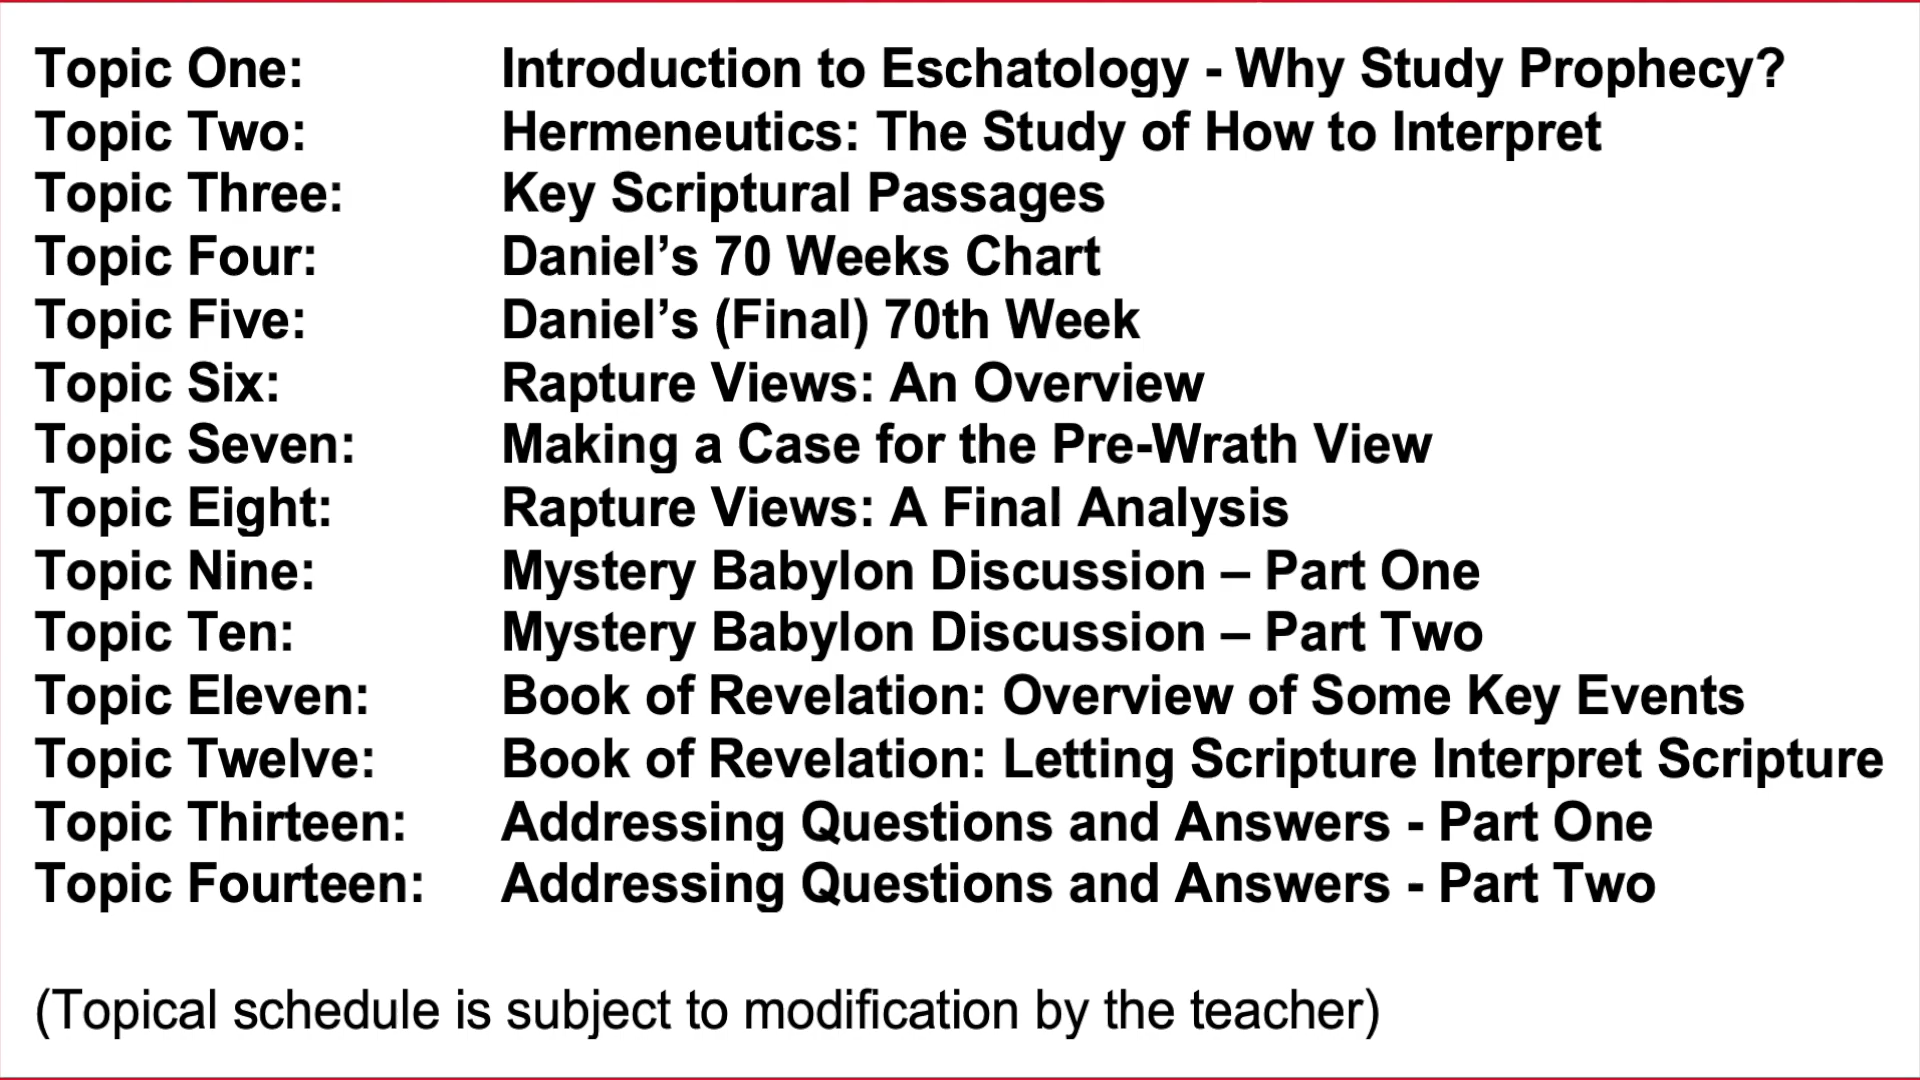 Topic One: Introduction to Eschatology - Why Study Prophecy?
Topic Two: Hermeneutics: The Study of How to Interpret
Topic Three: Key Scriptural Passages
Topic Four: Daniel’s 70 Weeks Chart
Topic Five: Daniel’s (Final) 70th Week
Topic Six: Rapture Views: An Overview
Topic Seven: Making a Case for the Pre-Wrath View
Topic Eight: Rapture Views: A Final Analysis
Topic Nine: Mystery Babylon Discussion – Part One
Topic Ten: Mystery Babylon Discussion – Part Two
Topic Eleven: Book of Revelation: Overview of Some Key Events
Topic Twelve: Book of Revelation: Letting Scripture Interpret Scripture
Topic Thirteen: Addressing Questions and Answers - Part One
Topic Fourteen: Addressing Questions and Answers - Part Two
(Topical schedule is subject to modification by the teacher)